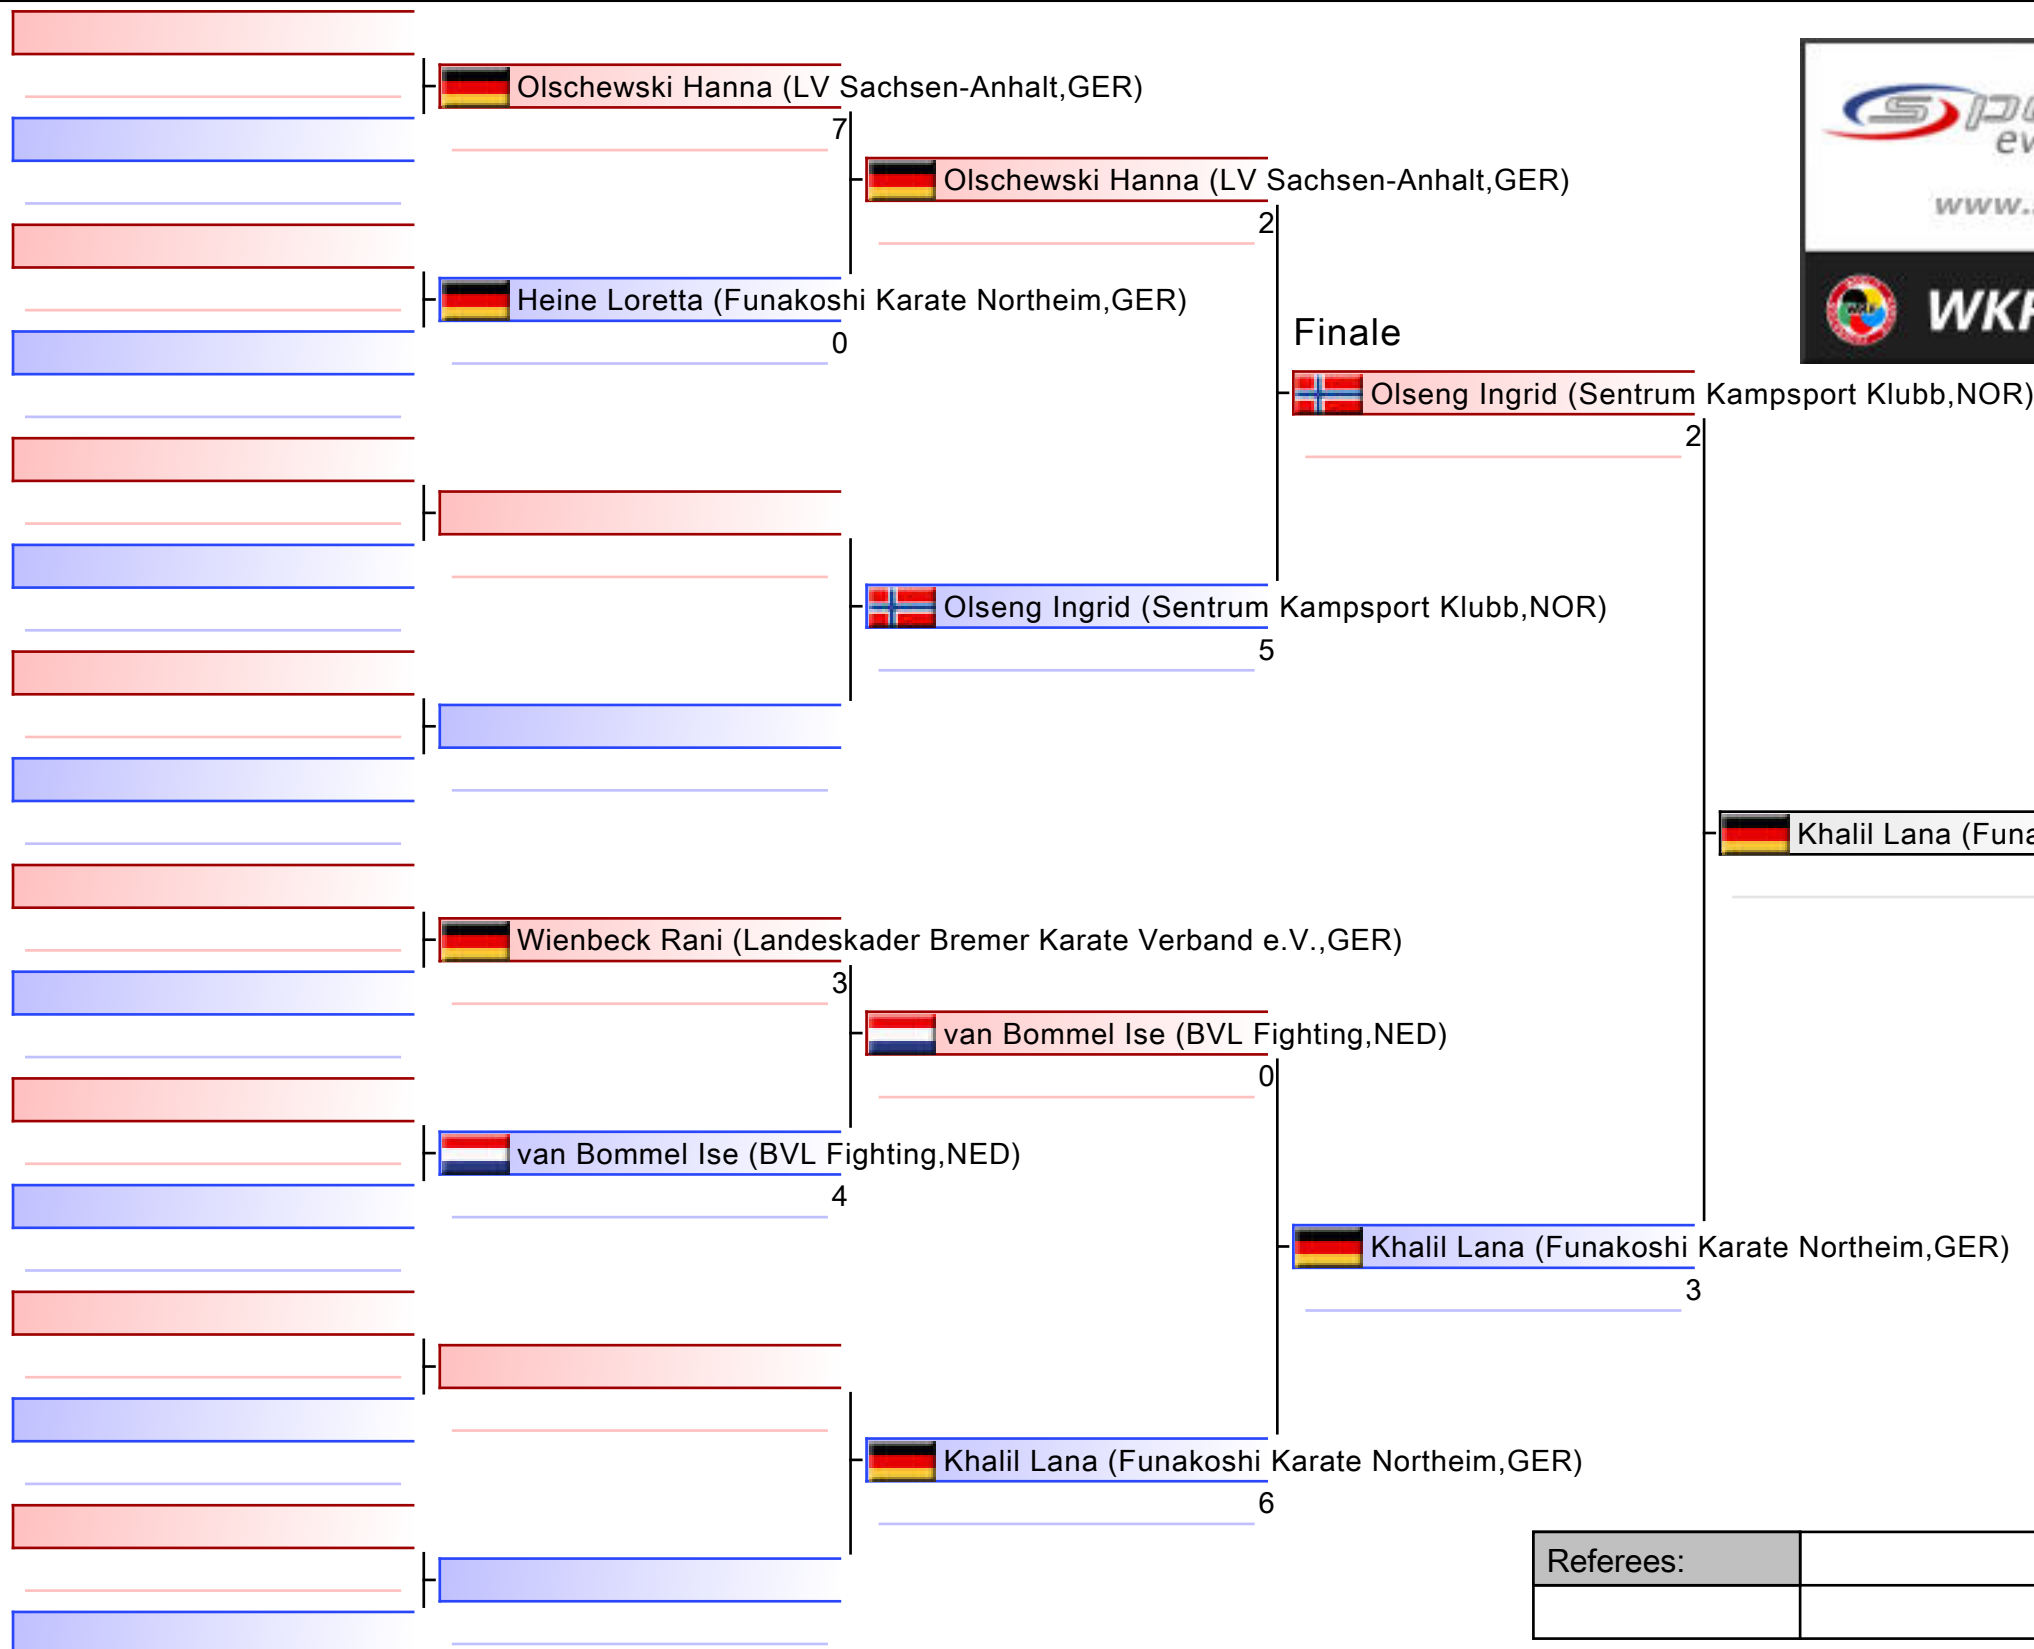 Olschewski Hanna (LV Sachsen-Anhalt,GER)
7
Olschewski Hanna (LV Sachsen-Anhalt,GER)
2
Heine Loretta (Funakoshi Karate Northeim,GER)
0
Finale
Olseng Ingrid (Sentrum Kampsport Klubb,NOR)
2
Olseng Ingrid (Sentrum Kampsport Klubb,NOR)
5
Khalil Lana (Funa
Wienbeck Rani (Landeskader Bremer Karate Verband e.V.,GER)
3
van Bommel Ise (BVL Fighting,NED)
0
van Bommel Ise (BVL Fighting,NED)
4
Khalil Lana (Funakoshi Karate Northeim,GER)
3
Khalil Lana (Funakoshi Karate Northeim,GER)
6
Referees:
www.
WKF